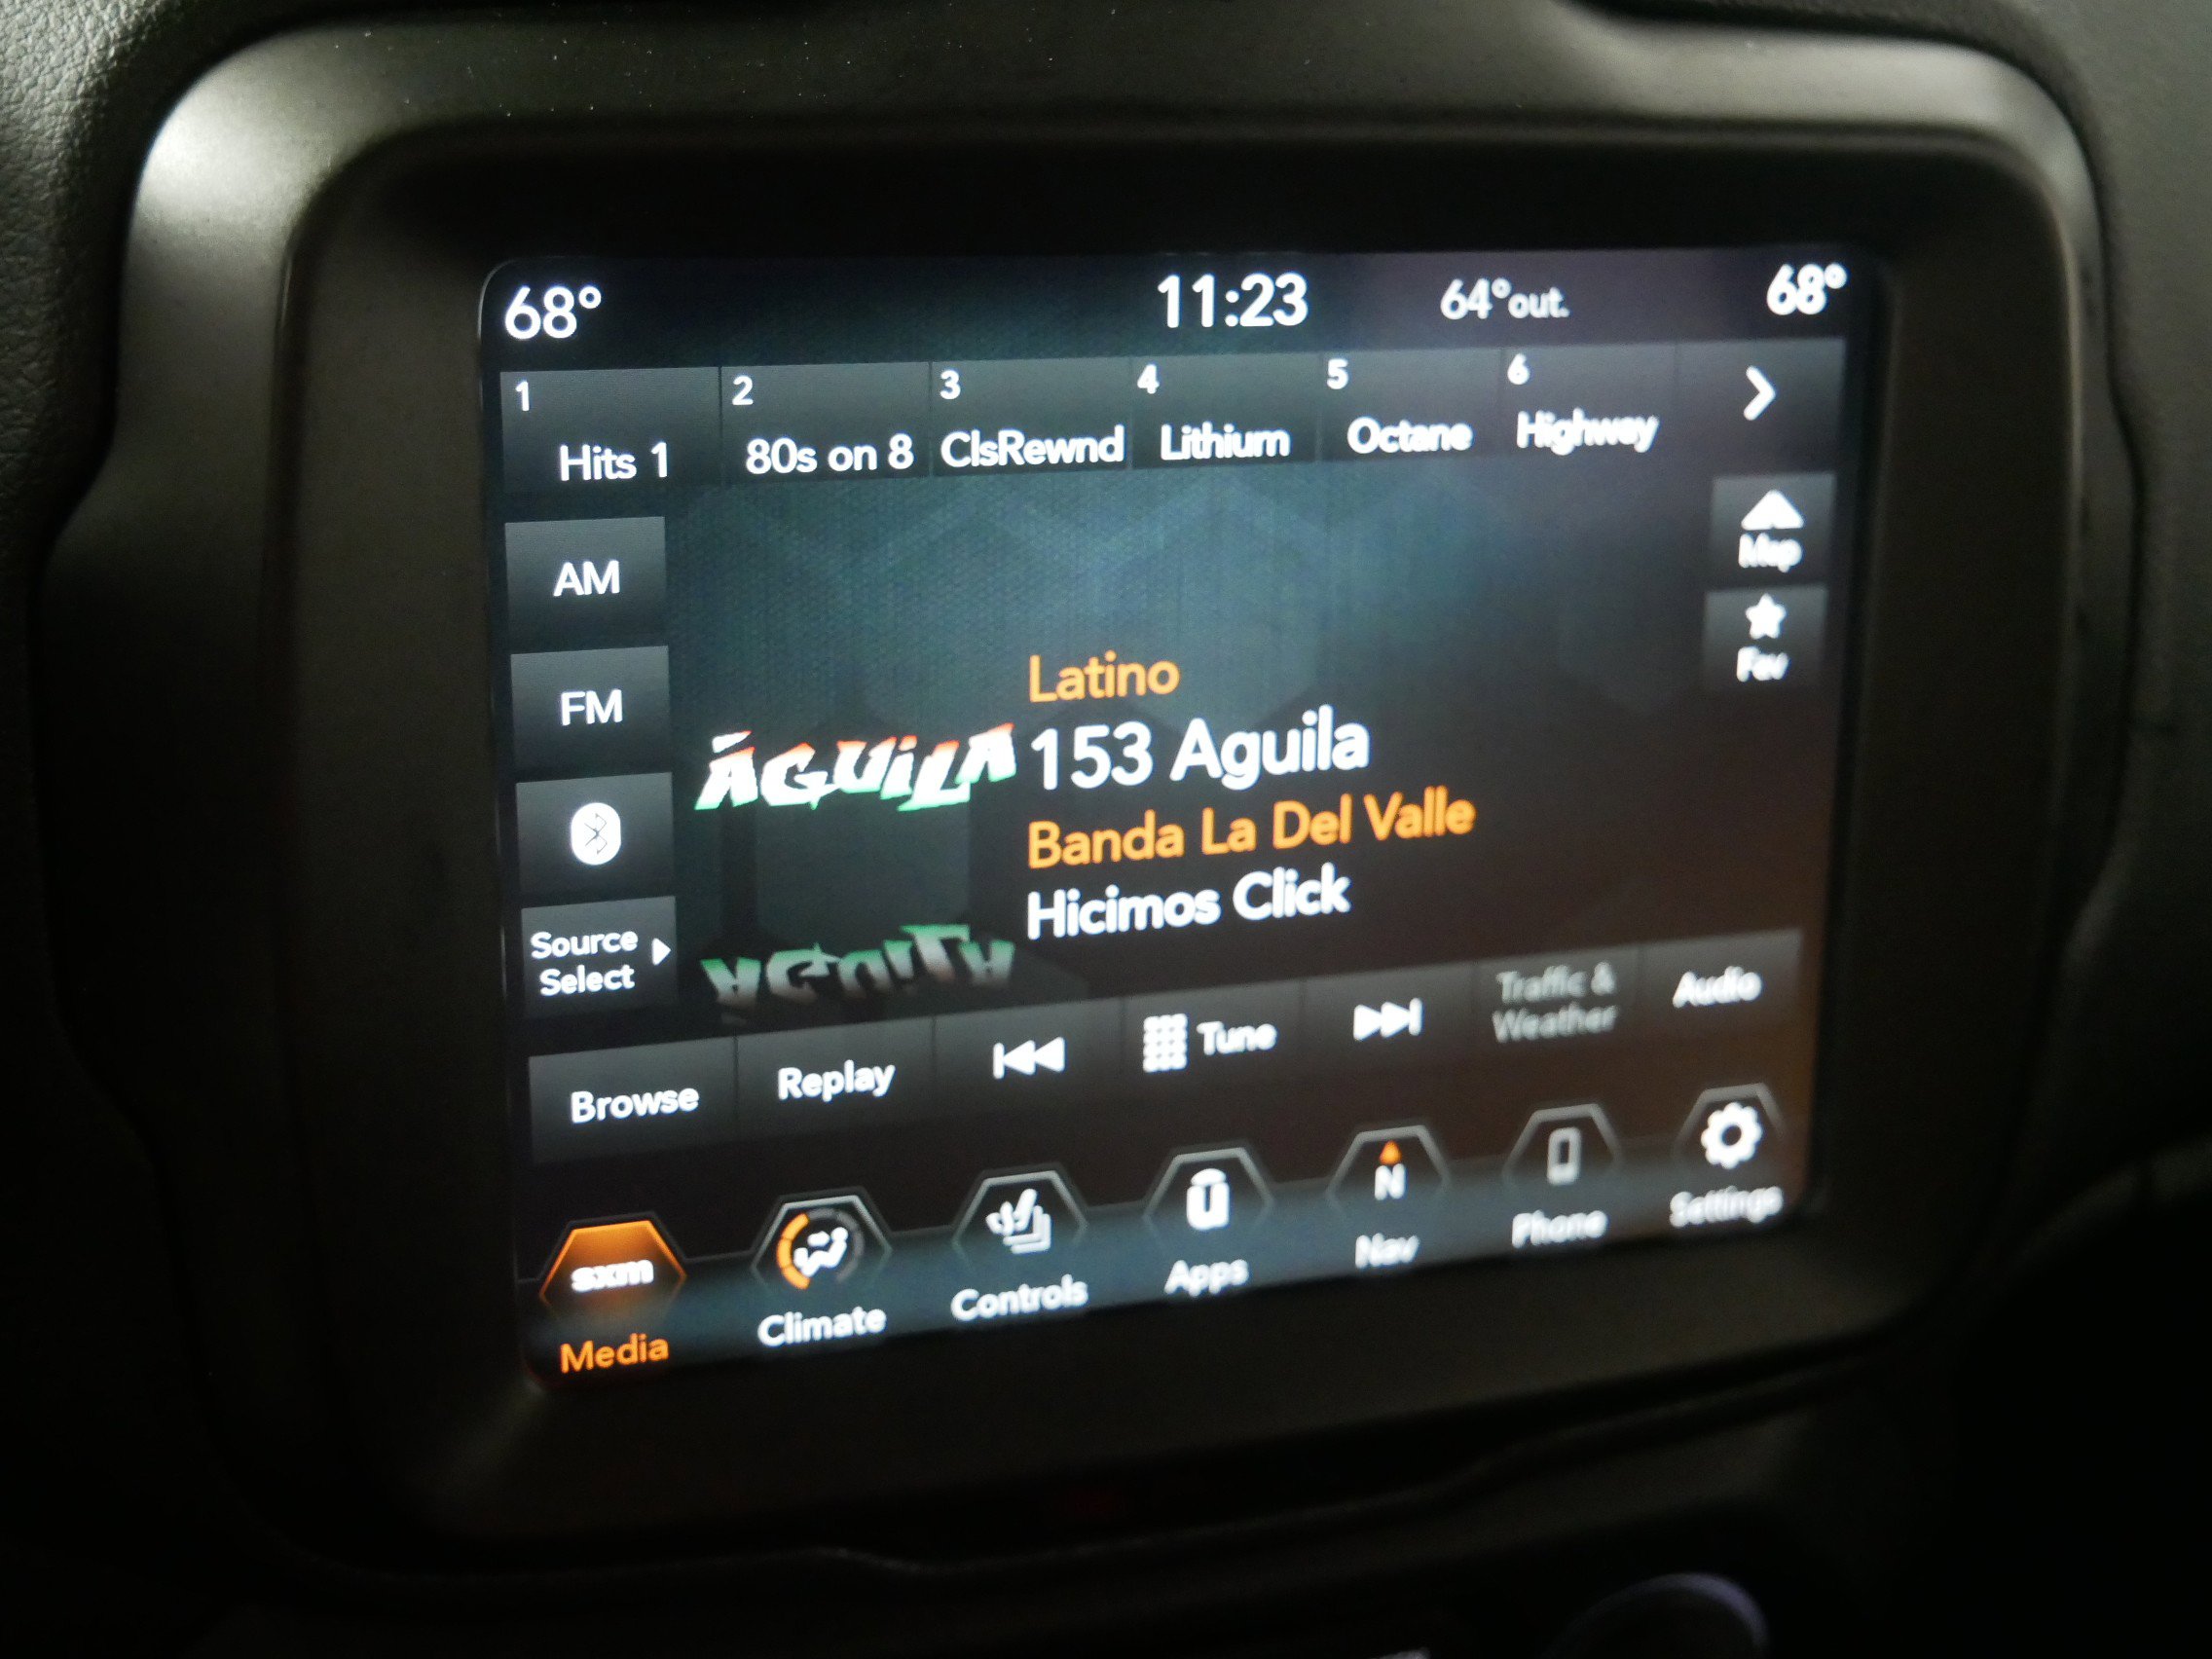 68° 11:23 64°out. 68°
1 2 3 4 5 6
Hits 1 80s on 8 ClsRewnd Lithium Octane Highway
Map
AM
Fav
FM
Latino
ÁGUiLA 153 Aguila
Banda La Del Valle
Hicimos Click
Source
Select
Browse Replay Tune Traffic &
Weather Audio
sxm N
Media Climate Controls Apps Nav Phone Settings